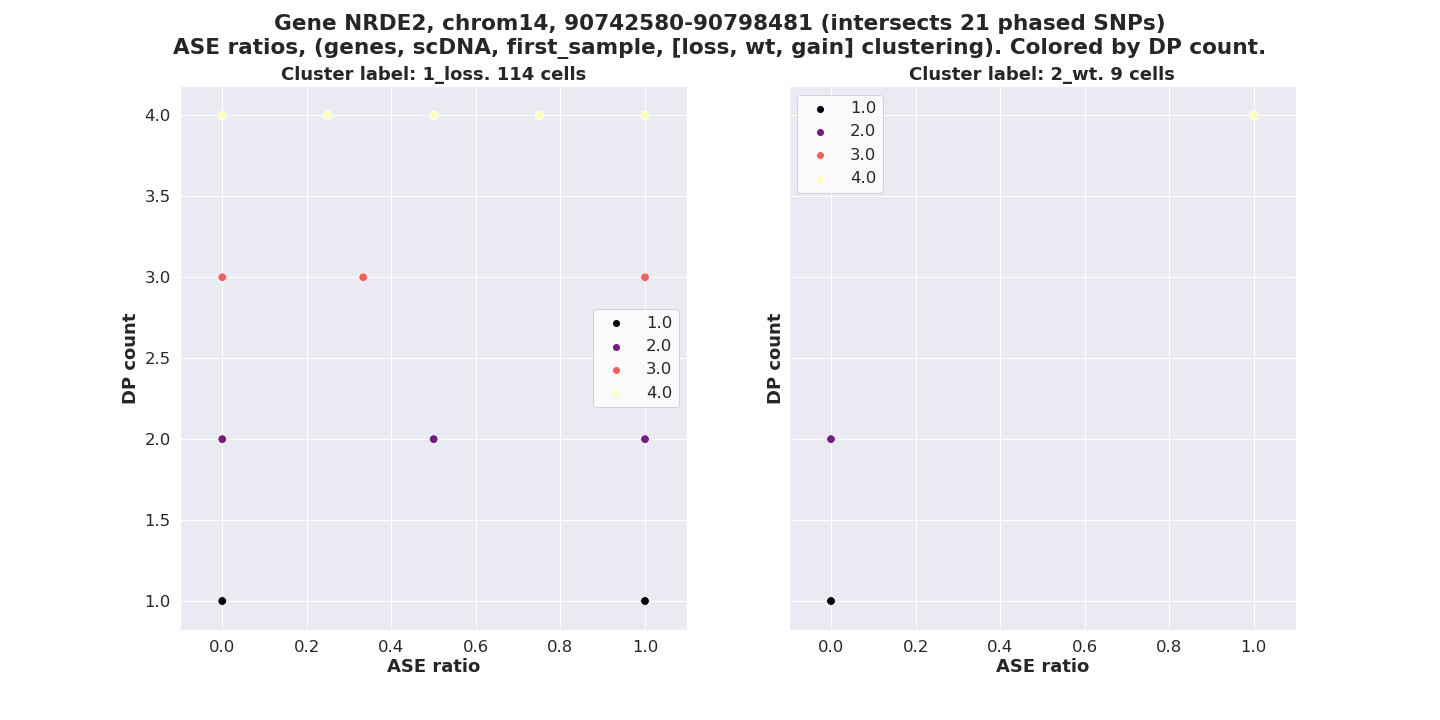 Gene NRDE2, chrom14, 90742580-90798481 (intersects 21 phased SNPs)
ASE ratios, (genes, scDNA, first_sample, [loss, wt, gain] clustering). Colored by DP count.
Cluster label: 1_loss. 114 cells
4.0
3.5
3.0
2.5
2.0
1.5
1.0
DP count
1.0
2.0
3.0
4.0
0.0 0.2 0.4 0.6 0.8 1.0
ASE ratio
Cluster label: 2_wt. 9 cells
1.0
2.0
3.0
4.0
DP count
0.0 0.2 0.4 0.6 0.8 1.0
ASE ratio